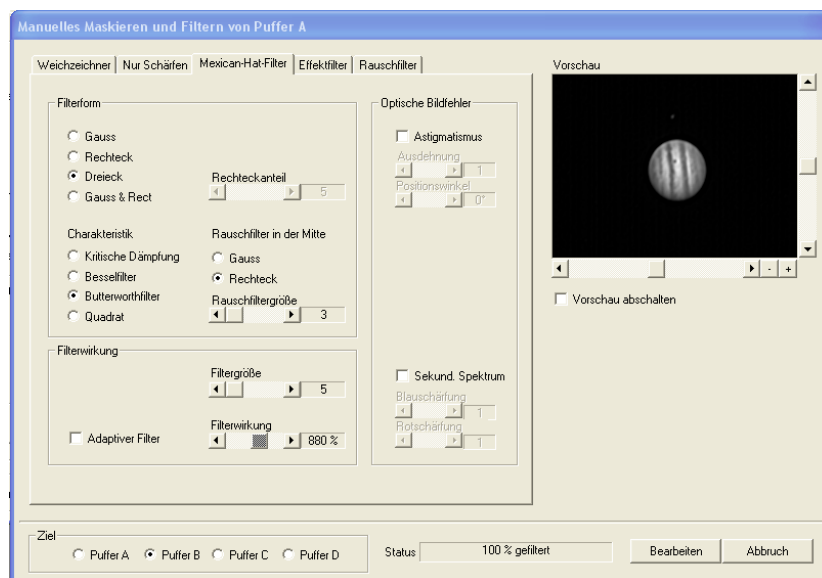 Manuelles Maskieren und Filtern von Puffer A
Weichzeichner
Nur Schärfen
Mexican-Hat-Filter
Effektfilter
Rauschfilter
Filterform
Gauss
Rechteck
Dreieck
Gauss & Rect
Rechteckanteil
5
Charakteristik
Kritische Dämpfung
Besselfilter
Butterworthfilter
Quadrat
Rauschfilter in der Mitte
Gauss
Rechteck
Rauschfiltergröße
3
Filterwirkung
Filtergröße
5
Adaptiver Filter
Filterwirkung
880 %
Optische Bildfehler
Astigmatismus
Ausdehnung
1
Positionswinkel
0°
Sekund. Spektrum
Blauschärfung
1
Rotschärfung
1
Vorschau
- +
Vorschau abschalten
Ziel
Puffer A
Puffer B
Puffer C
Puffer D
Status
100 % gefiltert
Bearbeiten
Abbruch